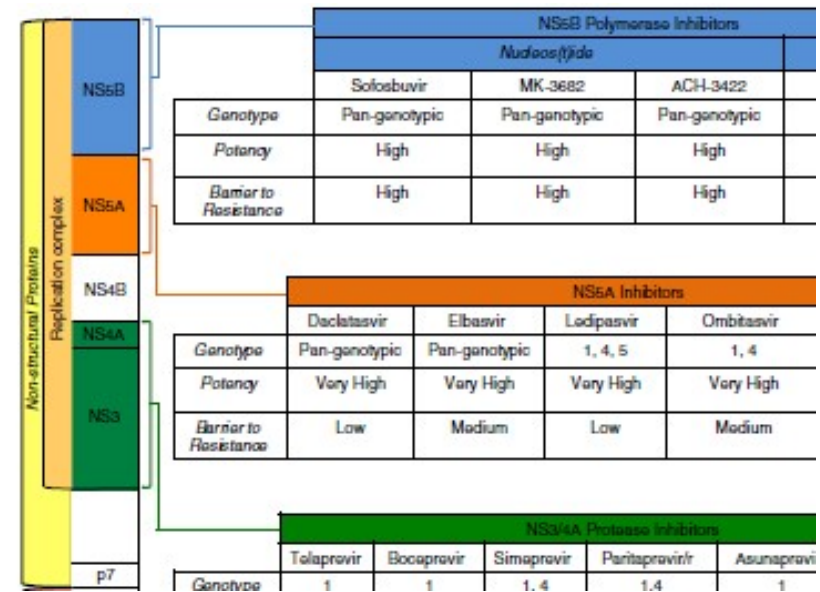 NS5B Polymerase Inhibitors
Nucleos(t)ide
Sofosbuvir MK-3682 ACH-3422
Genotype Pan-genotypic Pan-genotypic Pan-genotypic
Potency High High High
Barrier to Resistance High High High
NS5B
NS5A
NS4B
NS4A
NS3
p7
Non-structural Proteins
Replication complex
NS5A Inhibitors
Daclatasvir Elbasvir Ledipasvir Ombitasvir
Genotype Pan-genotypic Pan-genotypic 1, 4, 5 1, 4
Potency Very High Very High Very High Very High
Barrier to Resistance Low Medium Low Medium
NS3/4A Protease Inhibitors
Telaprevir Boceprevir Simeprevir Paritaprevir/r Asunaprevi
Genotype 1 1 1, 4 1,4 1